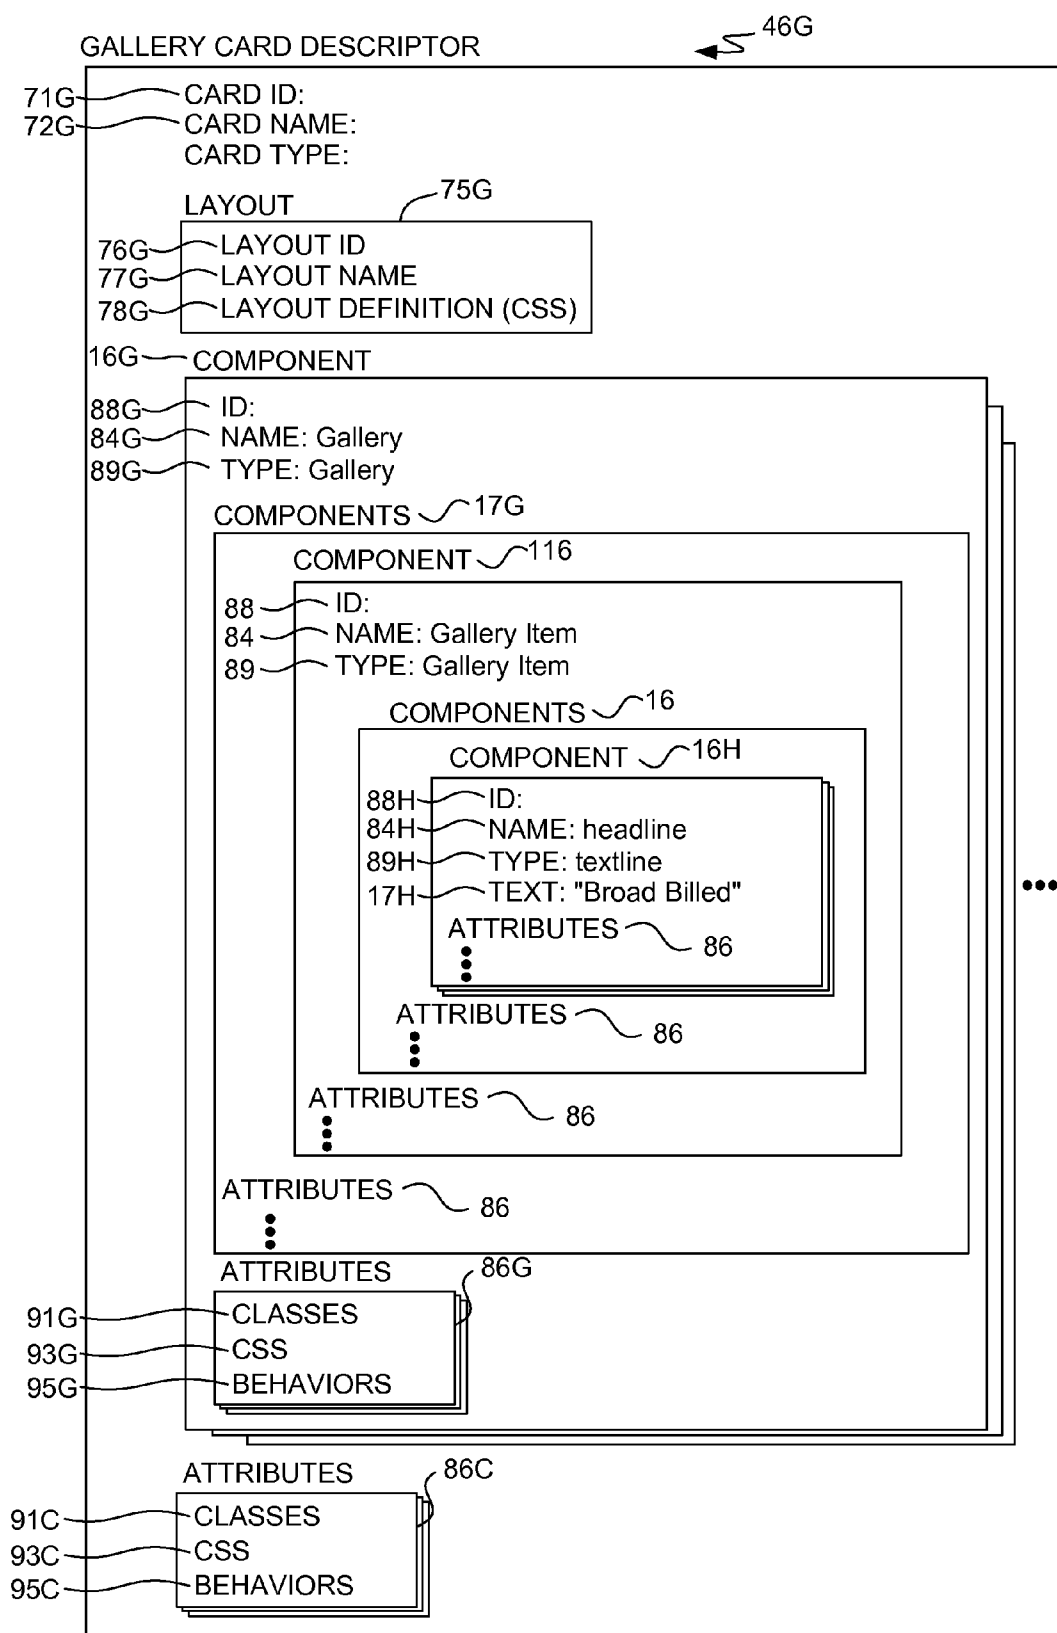 46G
GALLERY CARD DESCRIPTOR
71G CARD ID:
72G CARD NAME:
CARD TYPE:
75G
LAYOUT
76G LAYOUT ID
77G LAYOUT NAME
78G LAYOUT DEFINITION (CSS)
16G COMPONENT
88G ID:
84G NAME: Gallery
89G TYPE: Gallery
COMPONENTS 17G
COMPONENT 116
88 ID:
84 NAME: Gallery Item
89 TYPE: Gallery Item
COMPONENTS 16
COMPONENT 16H
88H ID:
84H NAME: headline
89H TYPE: textline
17H TEXT: "Broad Billed"
ATTRIBUTES 86
ATTRIBUTES 86
ATTRIBUTES 86
ATTRIBUTES 86
ATTRIBUTES 86G
91G CLASSES
93G CSS
95G BEHAVIORS
ATTRIBUTES 86C
91C CLASSES
93C CSS
95C BEHAVIORS